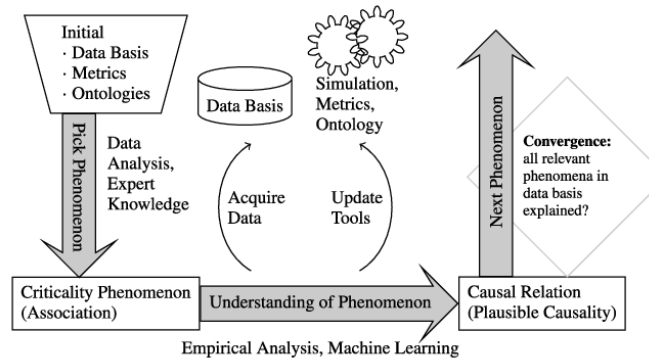 Initial
· Data Basis
· Metrics
· Ontologies
Pick Phenomenon
Data
Analysis,
Expert
Knowledge
Data Basis
Simulation,
Metrics,
Ontology
Acquire
Data
Update
Tools
Next Phenomenon
Convergence:
all relevant
phenomena in
data basis
explained?
Criticality Phenomenon
(Association)
Understanding of Phenomenon
Causal Relation
(Plausible Causality)
Empirical Analysis, Machine Learning